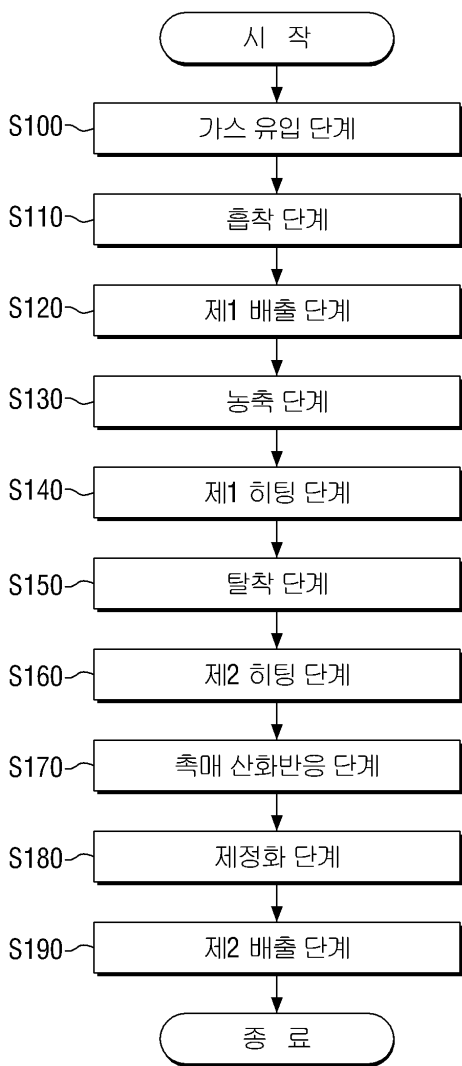 시 작
S100 가스 유입 단계
S110 흡착 단계
S120 제1 배출 단계
S130 농축 단계
S140 제1 히팅 단계
S150 탈착 단계
S160 제2 히팅 단계
S170 촉매 산화반응 단계
S180 제정화 단계
S190 제2 배출 단계
종 료